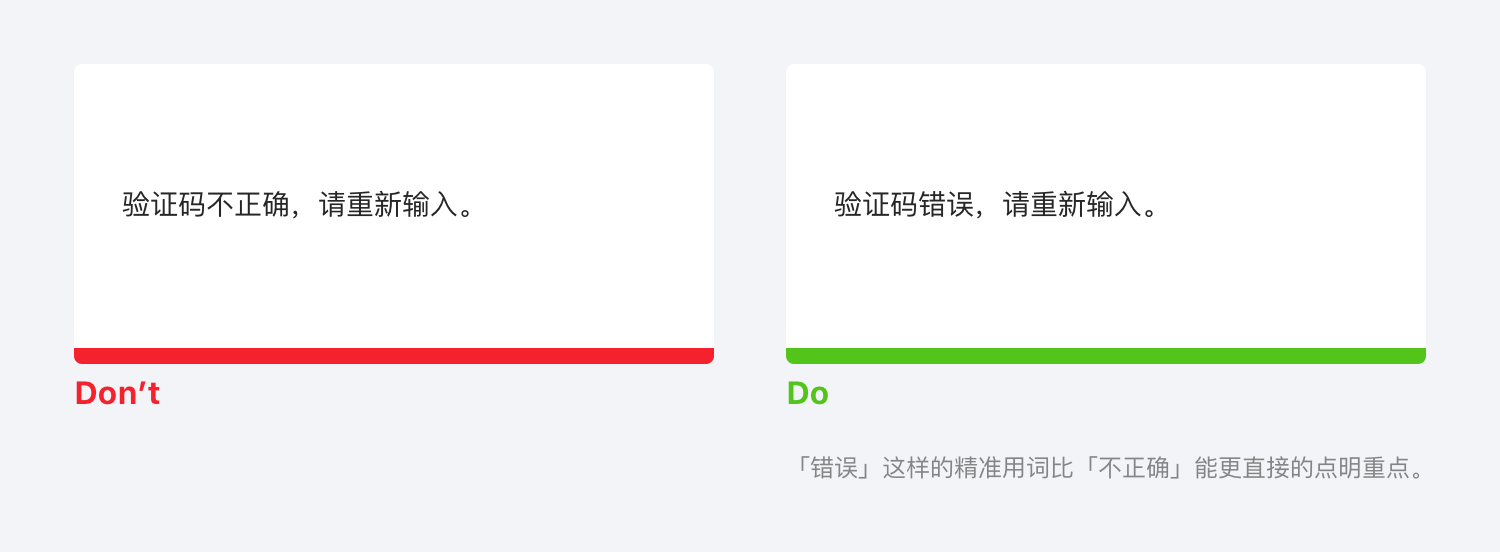 验证码不正确，请重新输入。
验证码错误，请重新输入。
Don’t
Do
「错误」这样的精准用词比「不正确」能更直接的点明重点。